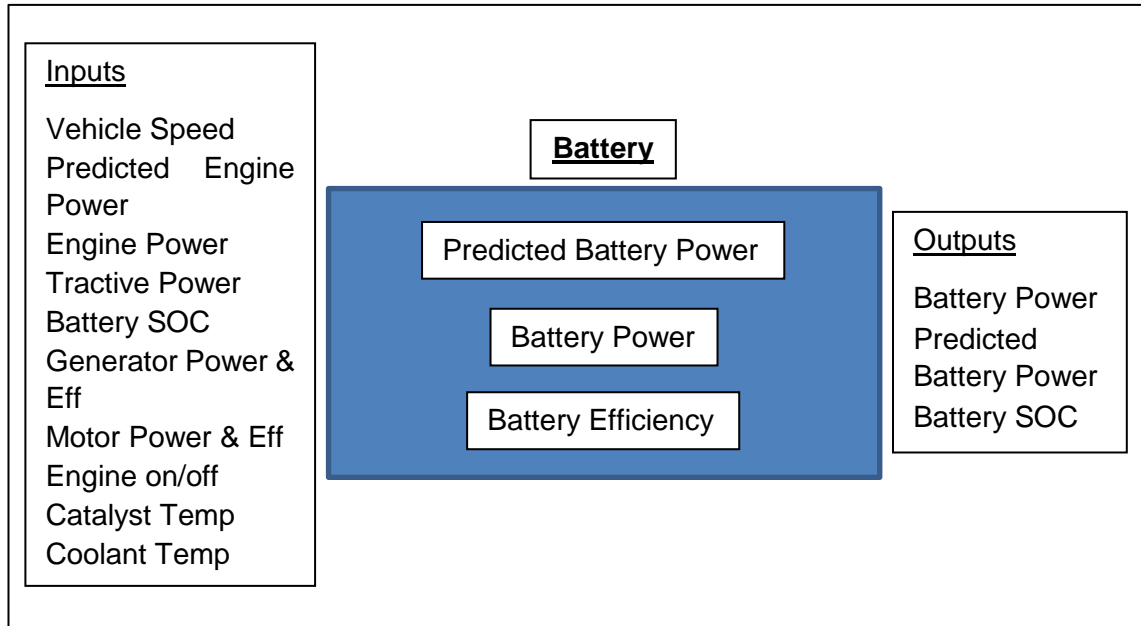 Inputs
Vehicle Speed
Predicted Engine
Power
Engine Power
Tractive Power
Battery SOC
Generator Power &
Eff
Motor Power & Eff
Engine on/off
Catalyst Temp
Coolant Temp
Battery
Predicted Battery Power
Battery Power
Battery Efficiency
Outputs
Battery Power
Predicted
Battery Power
Battery SOC